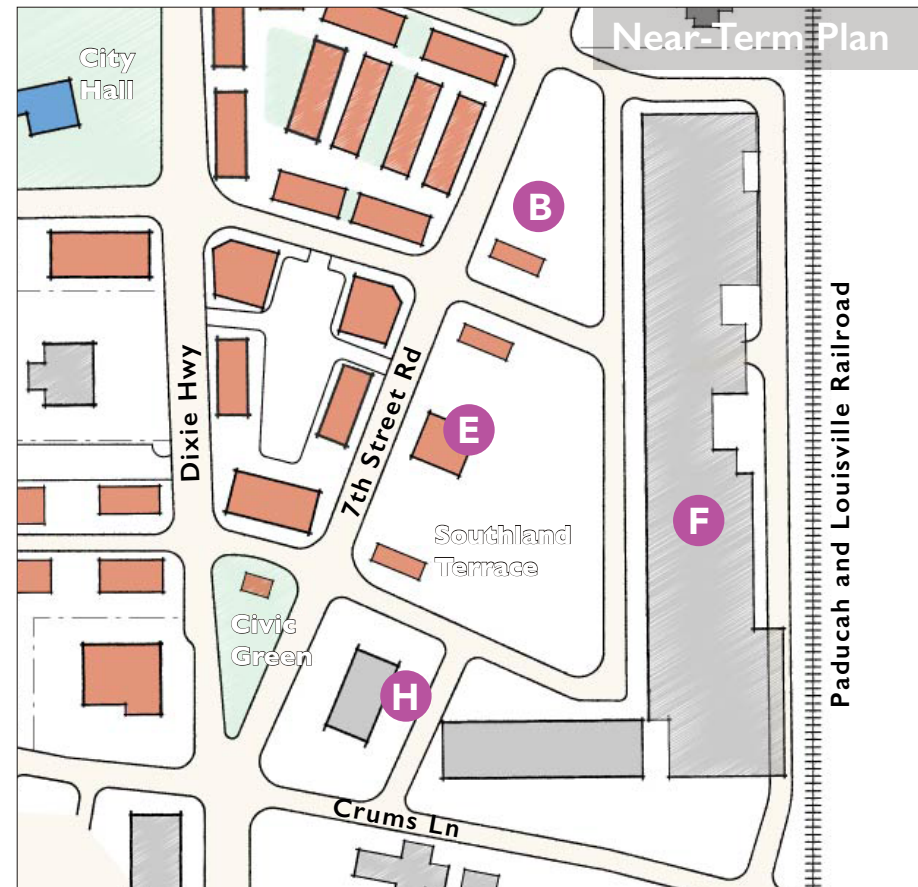 Near-Term Plan
City
Hall
B
Dixie Hwy
7th Street Rd
E
Paducah and Louisville Railroad
F
Southland
Terrace
Civic
Green
H
Crums Ln